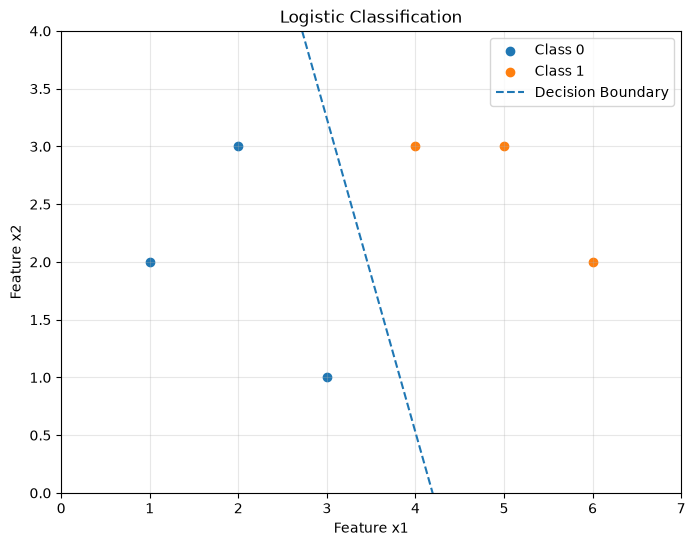 Logistic Classification
Class 0
Class 1
Decision Boundary
Feature x2
4.0
3.5
3.0
2.5
2.0
1.5
1.0
0.5
0.0
0 1 2 3 4 5 6 7
Feature x1